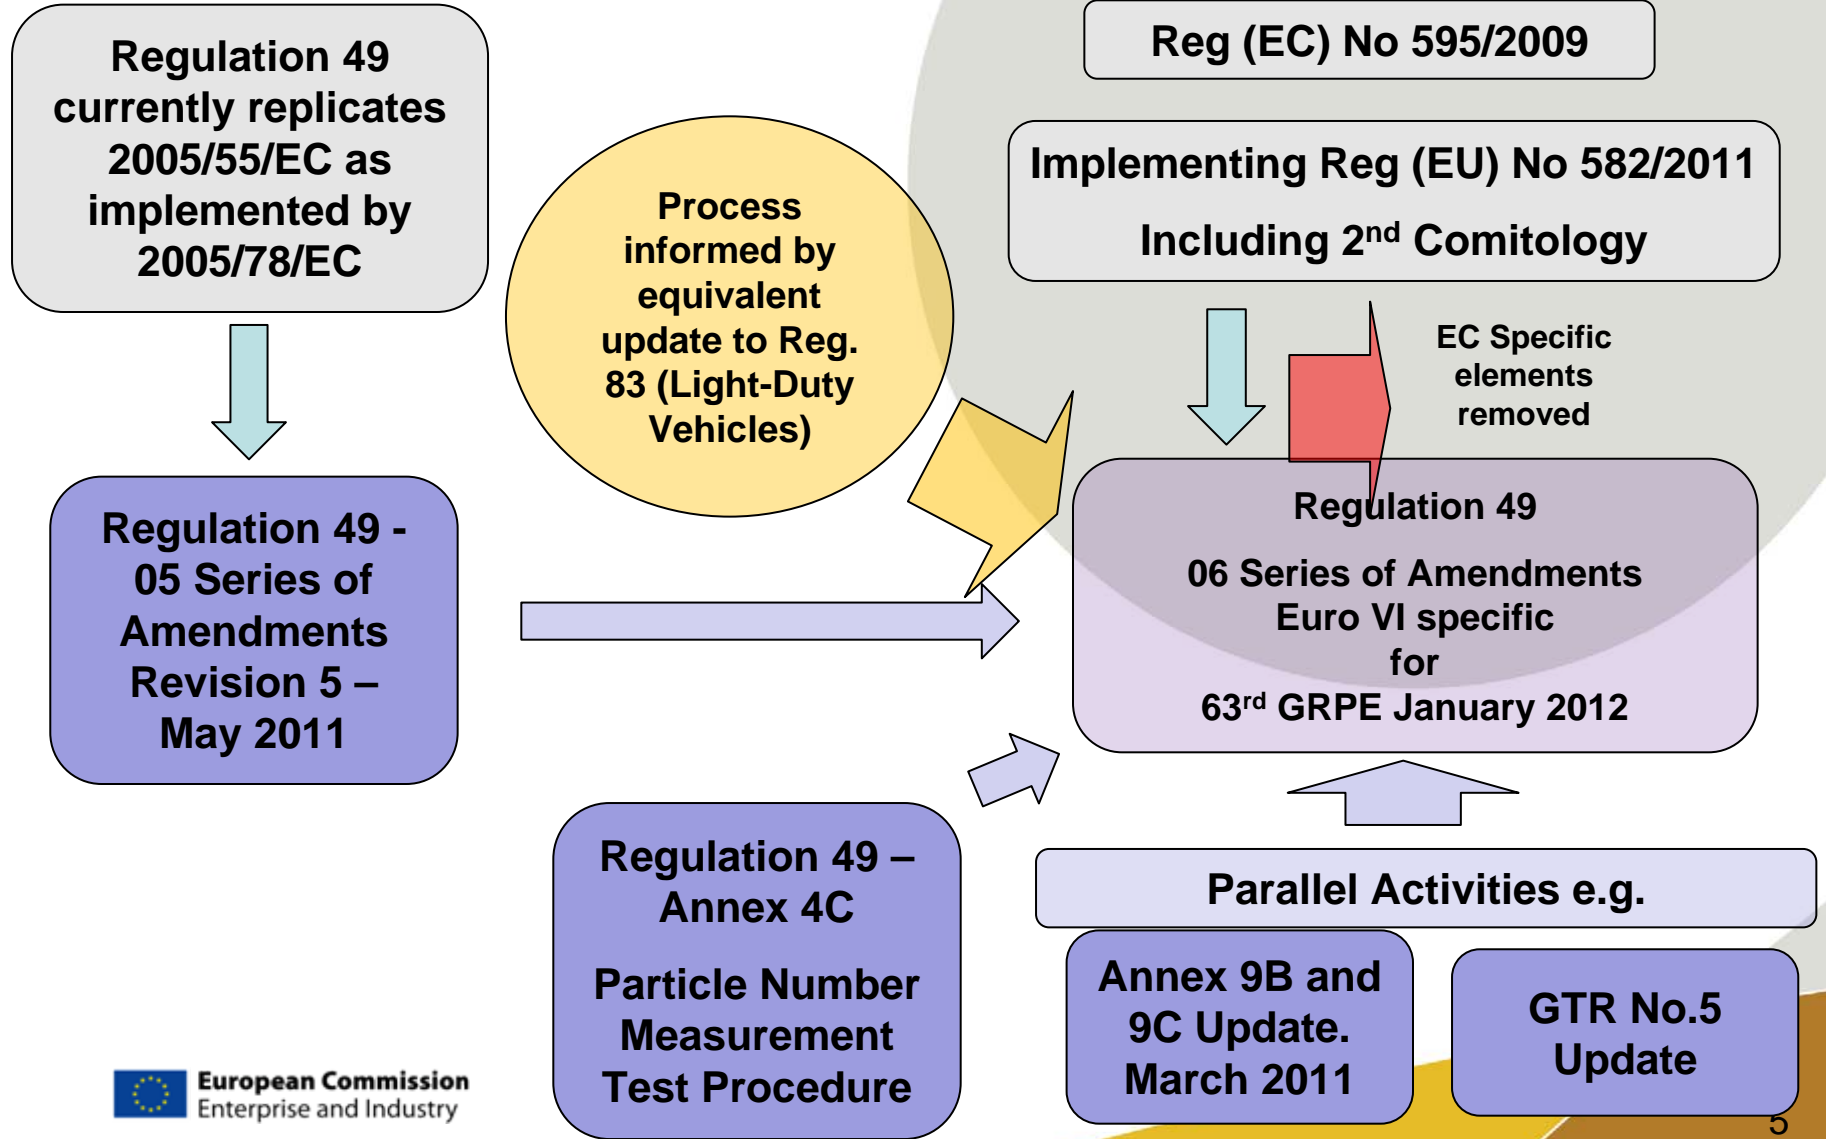 Regulation 49
currently replicates
2005/55/EC as
implemented by
2005/78/EC
Reg (EC) No 595/2009
Implementing Reg (EU) No 582/2011
Including 2nd Comitology
Process
informed by
equivalent
update to Reg.
83 (Light-Duty
Vehicles)
EC Specific
elements
removed
Regulation 49 -
05 Series of
Amendments
Revision 5 –
May 2011
Regulation 49
06 Series of Amendments
Euro VI specific
for
63rd GRPE January 2012
Regulation 49 –
Annex 4C
Particle Number
Measurement
Test Procedure
Parallel Activities e.g.
Annex 9B and
9C Update.
March 2011
GTR No.5
Update
European Commission
Enterprise and Industry
5